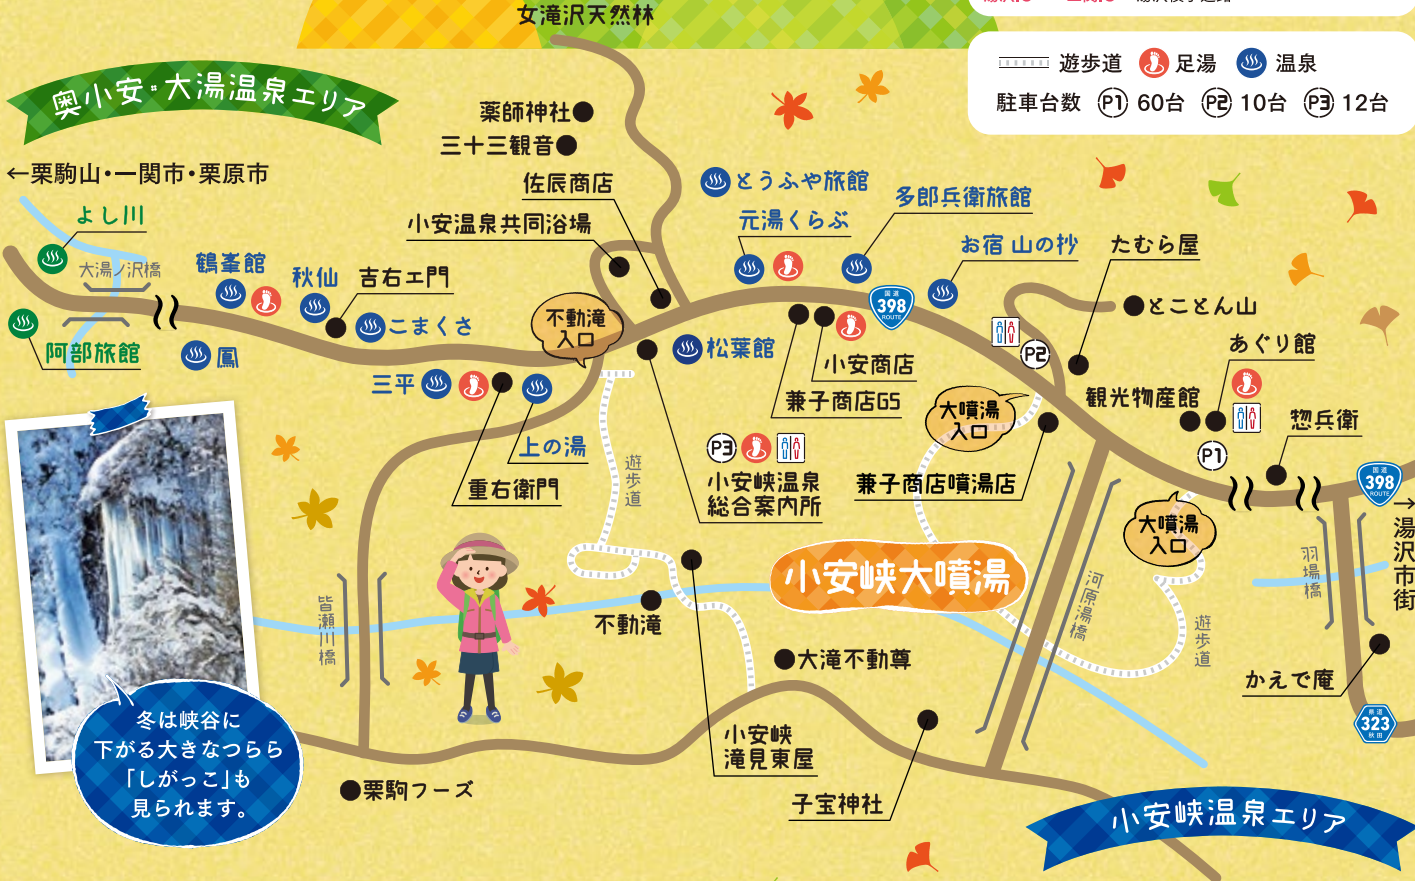 女滝沢天然林
遊歩道 足湯 温泉
駐車台数 P1 60台 P2 10台 P3 12台
奥小安・大湯温泉エリア
←栗駒山・一関市・栗原市
よし川
大湯ノ沢橋
阿部旅館
鶴峯館
秋仙
吉右エ門
こまくさ
鳳
三平
上の湯
重右衛門
薬師神社
三十三観音
佐辰商店
小安温泉共同浴場
不動滝
入口
とうふや旅館
元湯くらぶ
多郎兵衛旅館
お宿 山の抄
たむら屋
とことん山
国道
398
ROUTE
松葉館
小安商店
兼子商店GS
P2
P3
小安峡温泉
総合案内所
大噴湯
入口
兼子商店噴湯店
あぐり館
観光物産館
惣兵衛
P1
国道
398
ROUTE
→湯沢市街
大噴湯
入口
遊歩道
小安峡大噴湯
河原湯橋
遊歩道
羽場橋
かえで庵
県道
323
秋田
皆瀬川橋
不動滝
大滝不動尊
小安峡
滝見東屋
子宝神社
栗駒フーズ
冬は峡谷に
下がる大きなつらら
「しがっこ」も
見られます。
小安峡温泉エリア